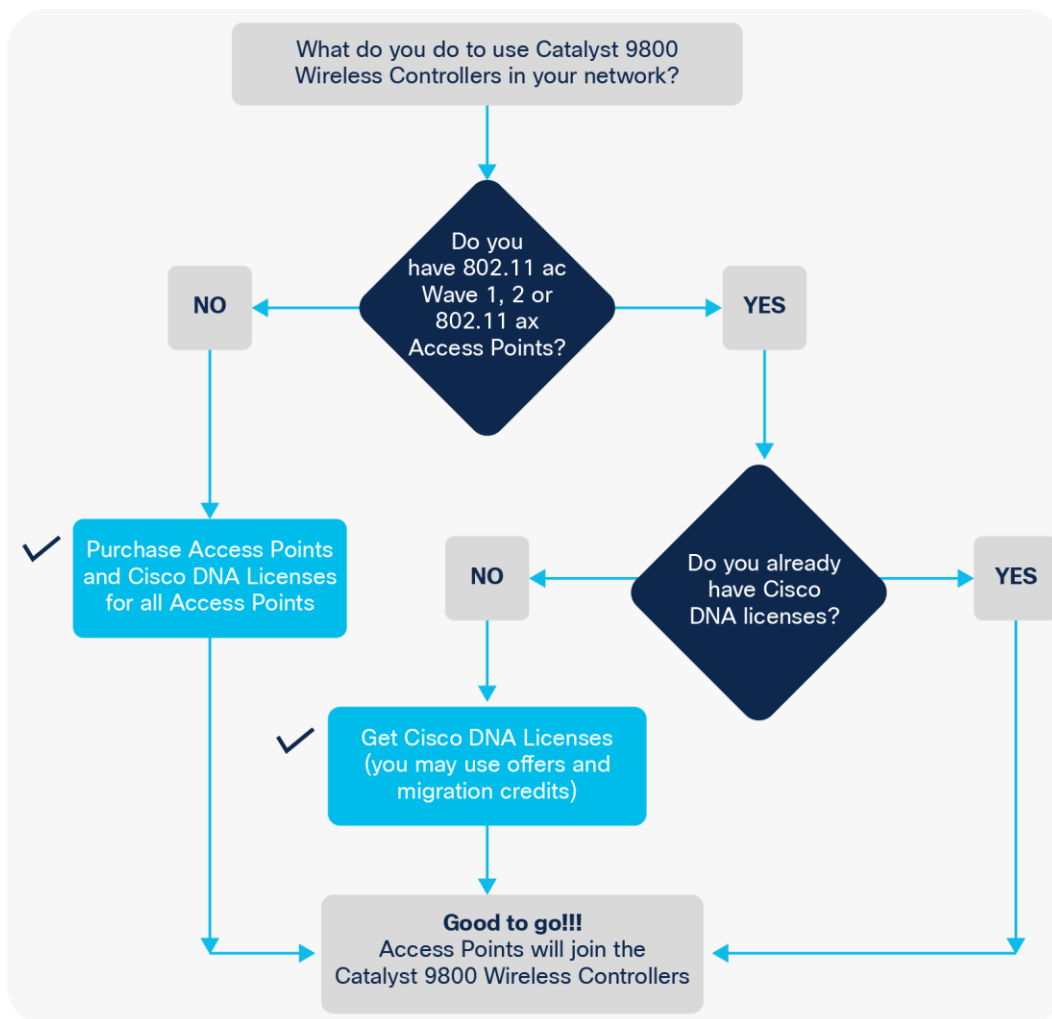 What do you do to use Catalyst 9800
Wireless Controllers in your network?
Do you
have 802.11 ac
Wave 1, 2 or
802.11 ax
Access Points?
NO
YES
Purchase Access Points
and Cisco DNA Licenses
for all Access Points
NO
Do you already
have Cisco
DNA licenses?
YES
Get Cisco DNA Licenses
(you may use offers and
migration credits)
Good to go!!!
Access Points will join the
Catalyst 9800 Wireless Controllers